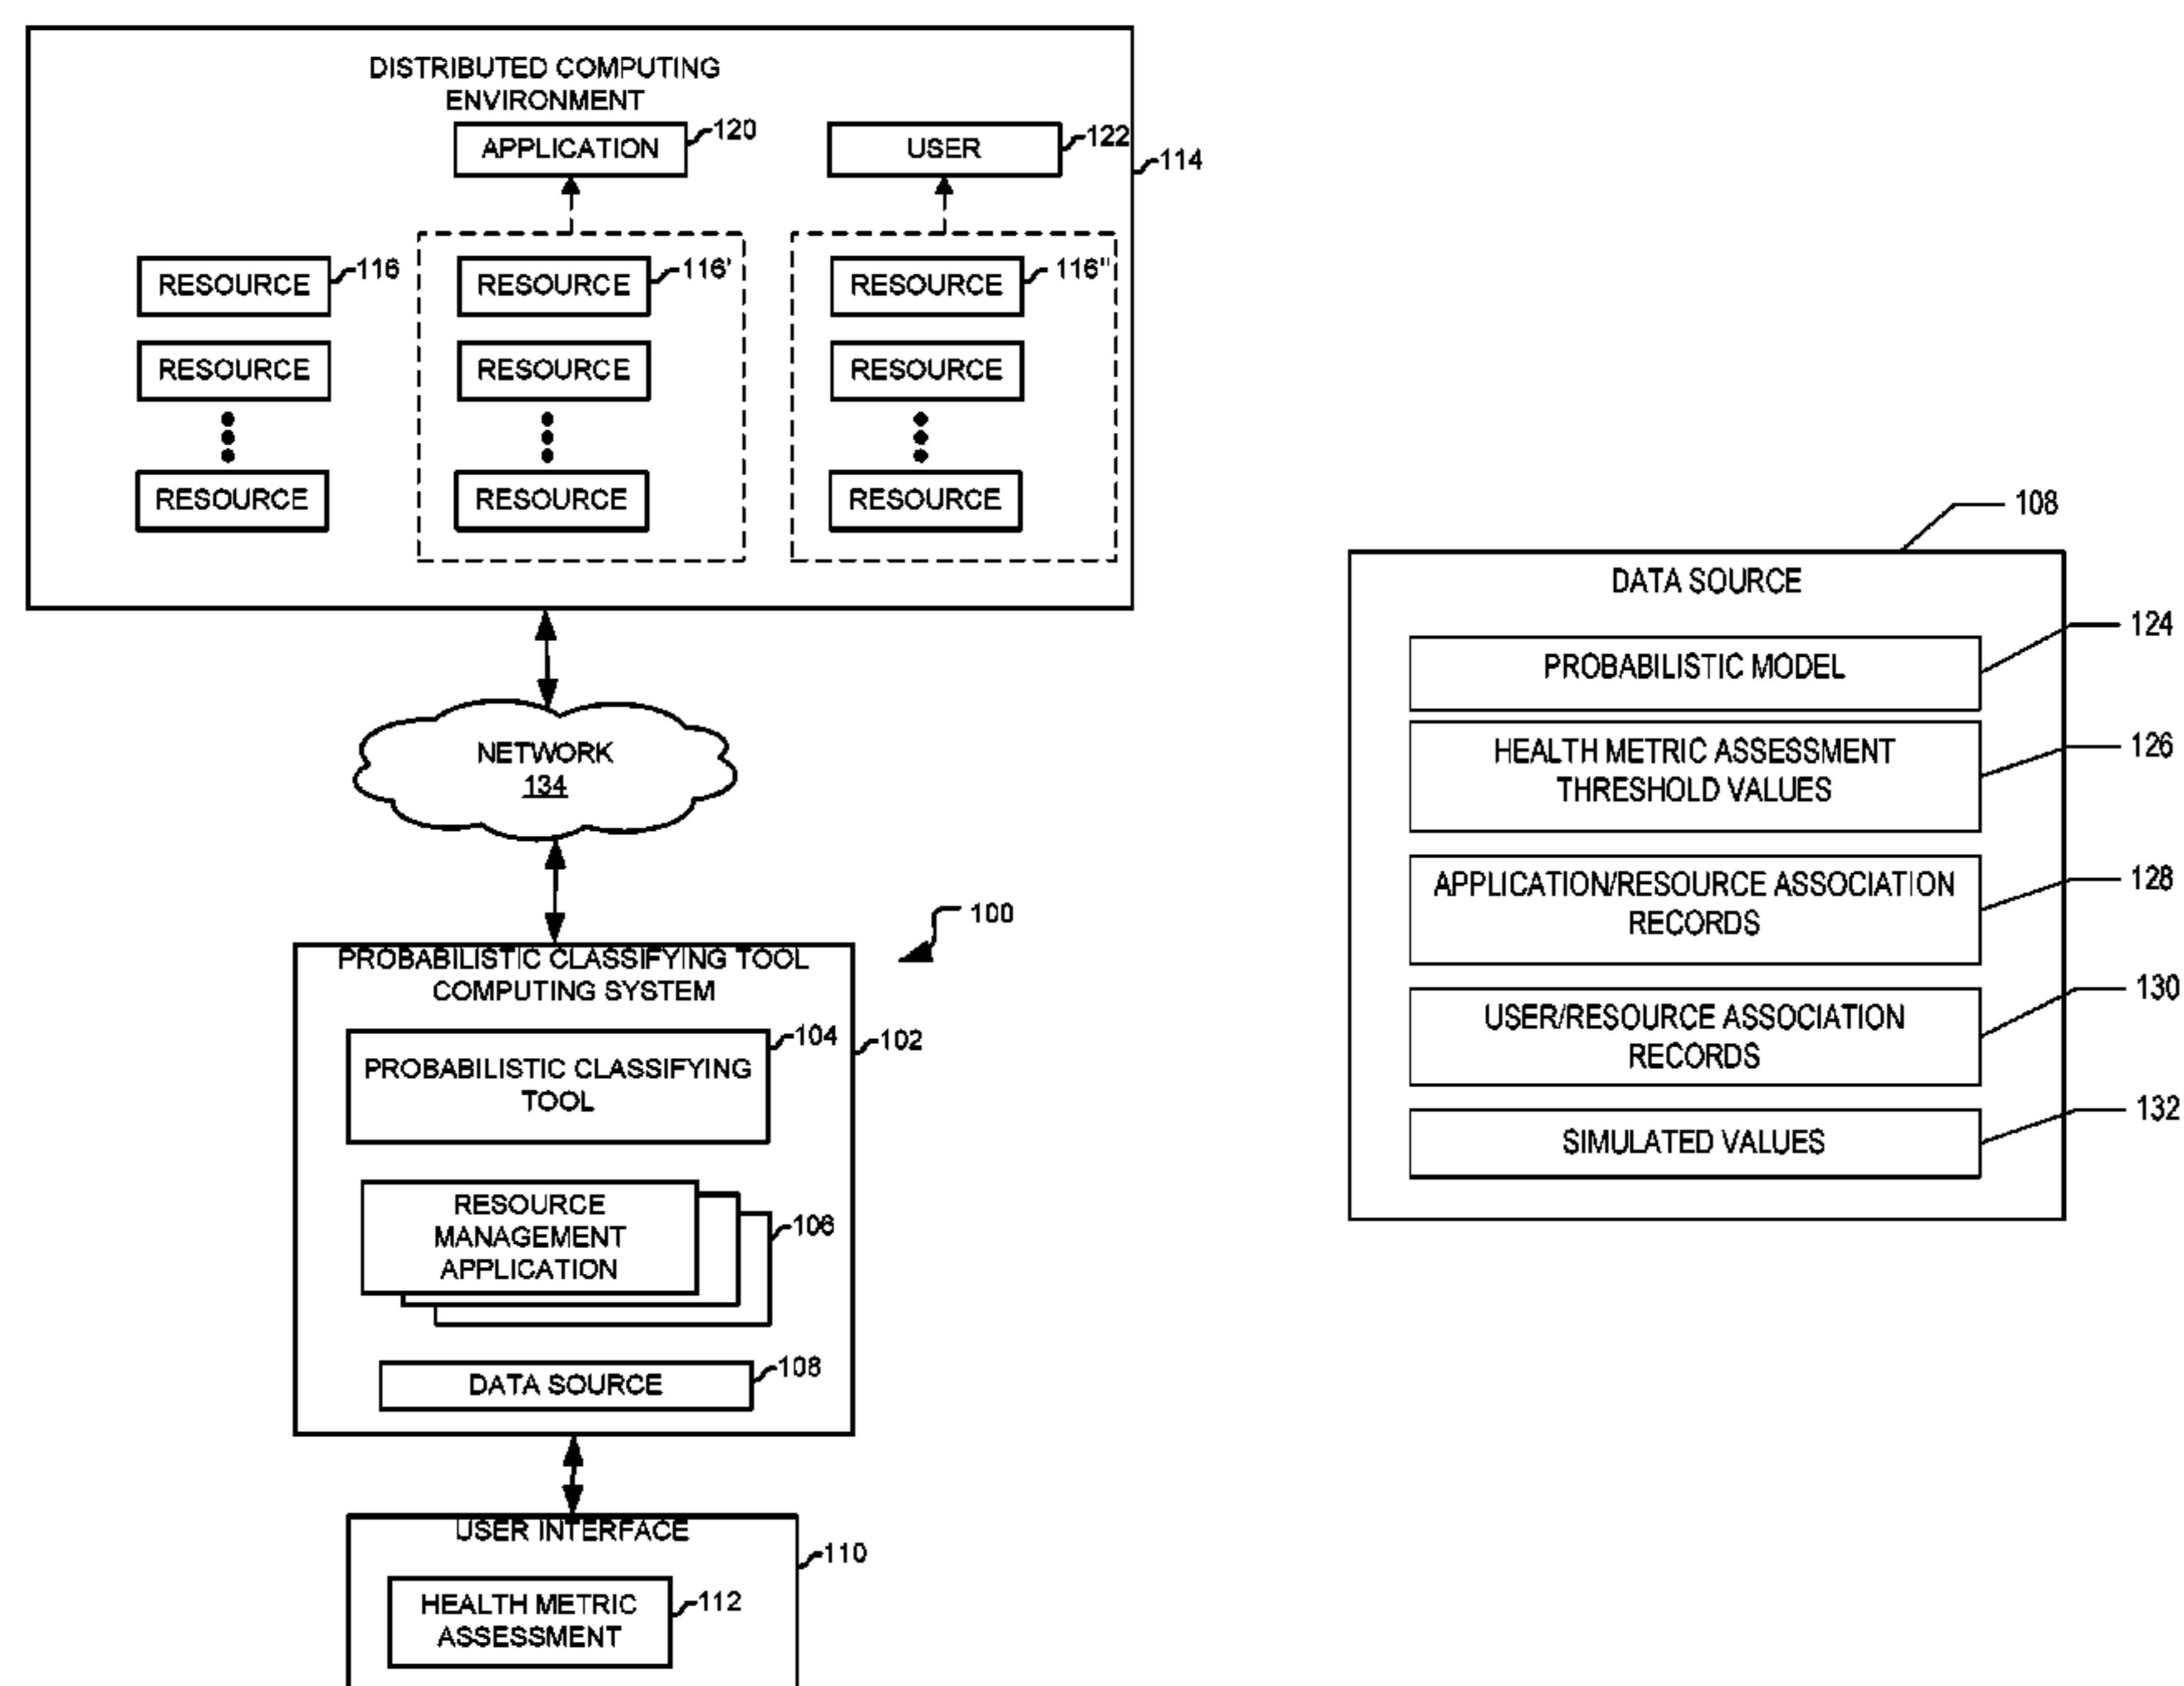 DISTRIBUTED COMPUTING
ENVIRONMENT
APPLICATION
120
USER
122
114
RESOURCE
116
RESOURCE
116'
RESOURCE
116"
RESOURCE
RESOURCE
RESOURCE
RESOURCE
RESOURCE
RESOURCE
NETWORK
134
100
PROBABILISTIC CLASSIFYING TOOL
COMPUTING SYSTEM
104
102
PROBABILISTIC CLASSIFYING
TOOL
RESOURCE
MANAGEMENT
APPLICATION
106
DATA SOURCE
108
USER INTERFACE
110
HEALTH METRIC
ASSESSMENT
112
108
DATA SOURCE
PROBABILISTIC MODEL
124
HEALTH METRIC ASSESSMENT
THRESHOLD VALUES
126
APPLICATION/RESOURCE ASSOCIATION
RECORDS
128
USER/RESOURCE ASSOCIATION
RECORDS
130
SIMULATED VALUES
132